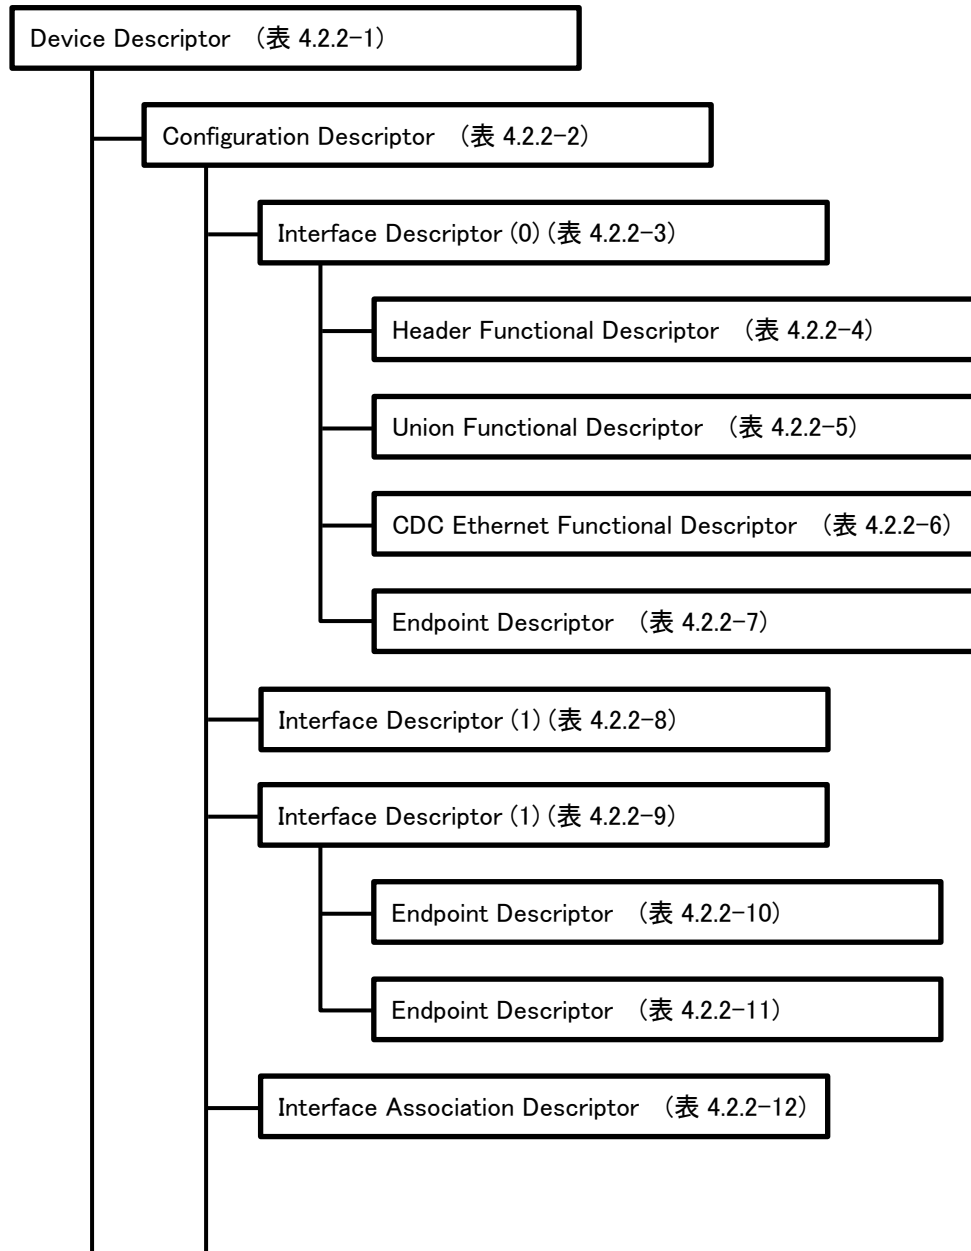 Device Descriptor （表 4.2.2-1）
Configuration Descriptor （表 4.2.2-2）
Interface Descriptor (0) (表 4.2.2-3)
Header Functional Descriptor （表 4.2.2-4）
Union Functional Descriptor （表 4.2.2-5）
CDC Ethernet Functional Descriptor （表 4.2.2-6）
Endpoint Descriptor （表 4.2.2-7）
Interface Descriptor (1) (表 4.2.2-8)
Interface Descriptor (1) (表 4.2.2-9)
Endpoint Descriptor （表 4.2.2-10）
Endpoint Descriptor （表 4.2.2-11）
Interface Association Descriptor （表 4.2.2-12）